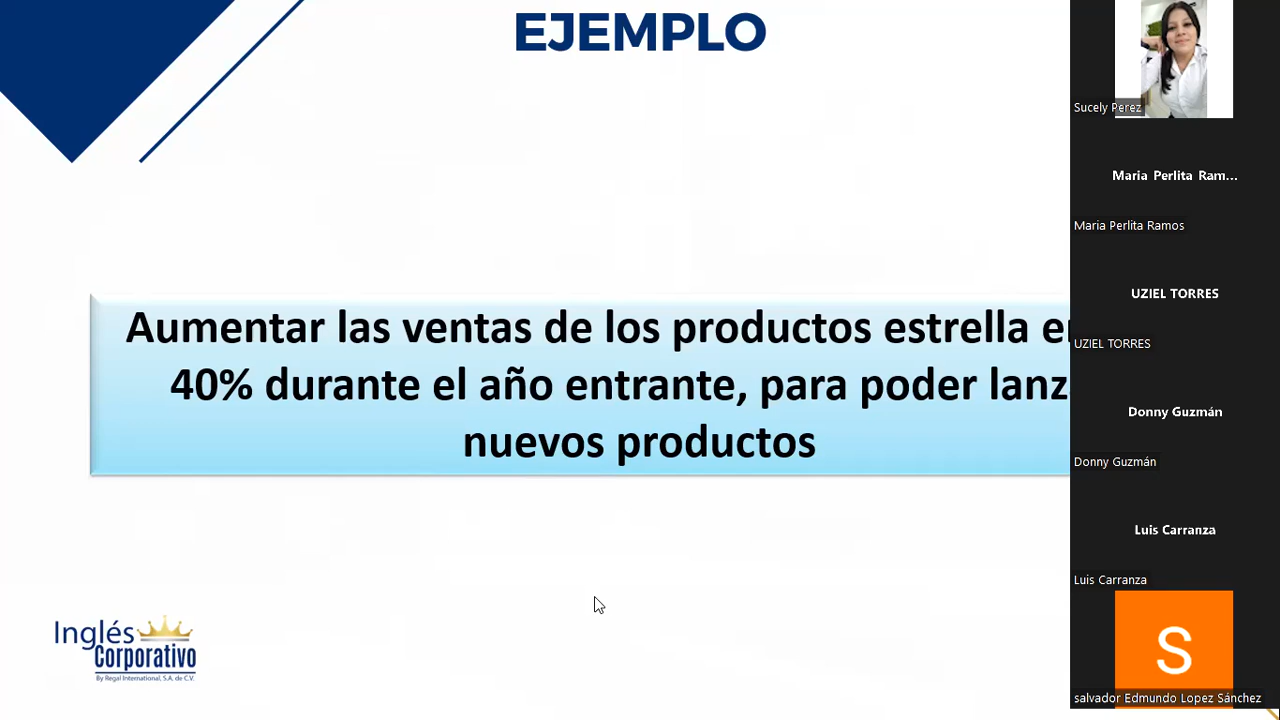 EJEMPLO
Aumentar las ventas de los productos estrella
40% durante el año entrante, para poder
nuevos productos
Inglés
Corporativo
By Regal International, S.A. de C.V.
Sucely Perez
Maria Perlita Ram...
Maria Perlita Ramos
UZIEL TORRES
UZIEL TORRES
Donny Guzmán
Donny Guzmán
Luis Carranza
Luis Carranza
S
salvador Edmundo Lopez Sánchez